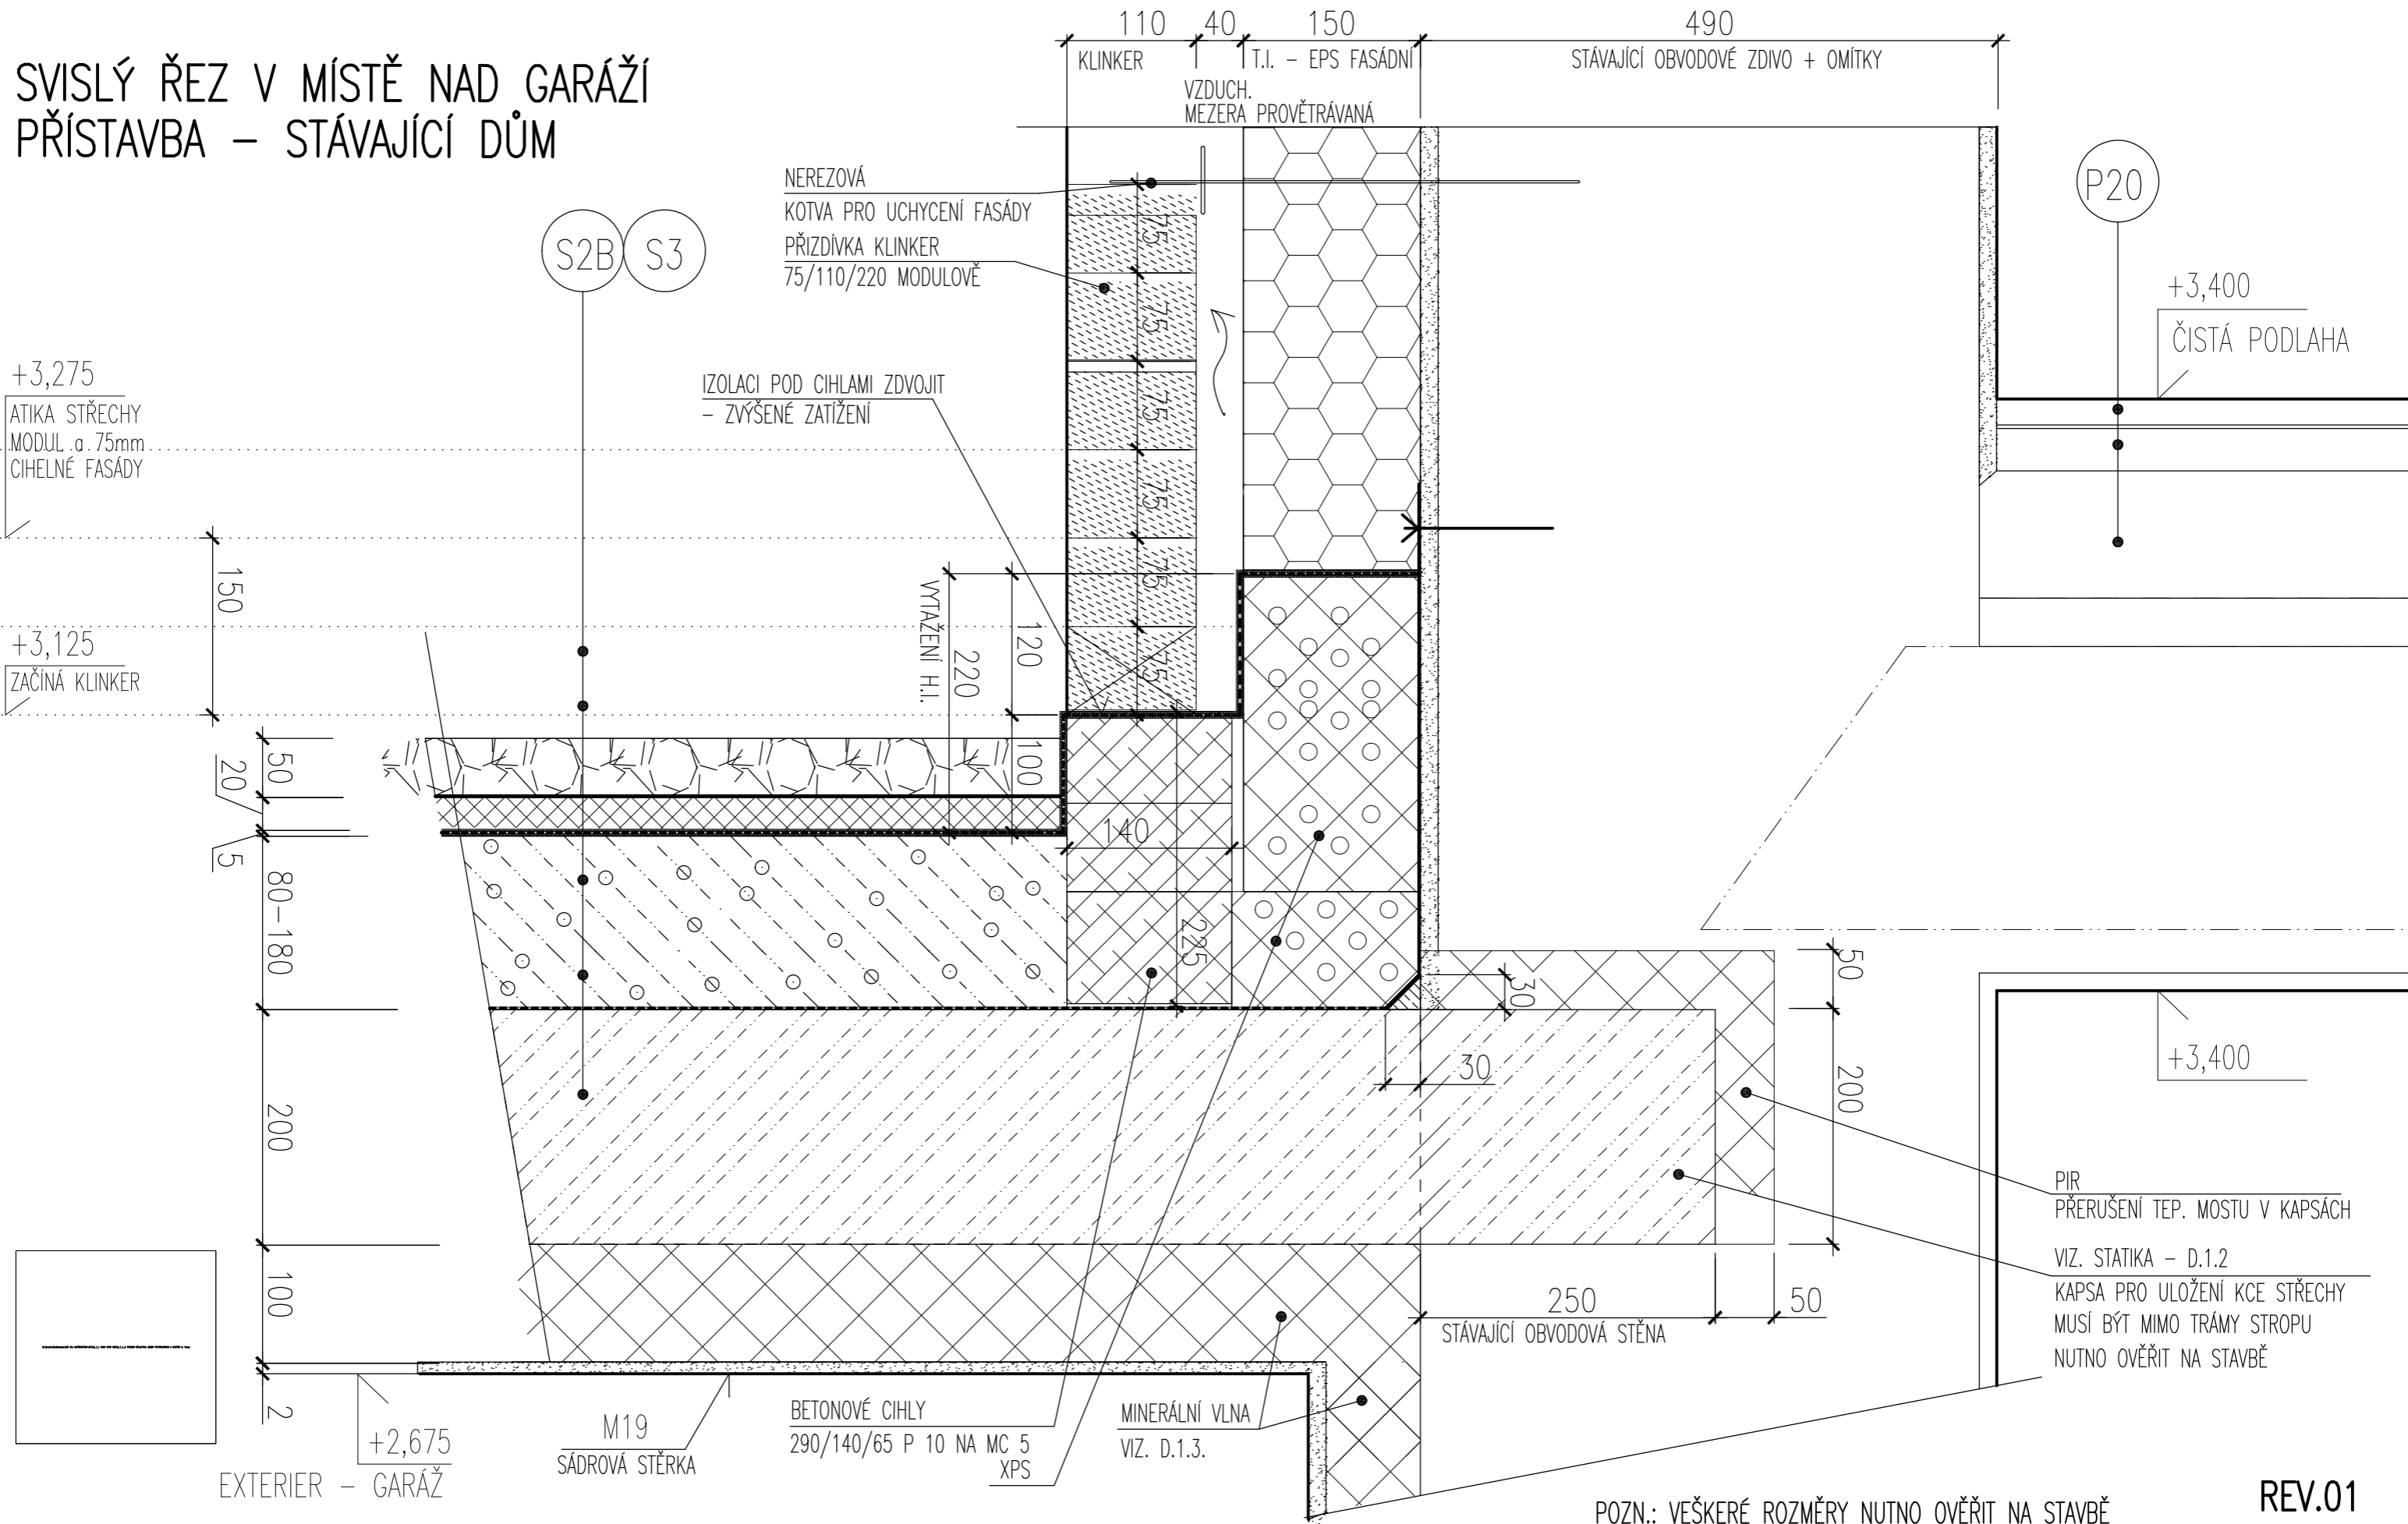 SVISLÝ ŘEZ V MÍSTĚ NAD GARÁŽÍ
PŘÍSTAVBA – STÁVAJÍCÍ DŮM
110 40 150 490
KLINKER
T.I. – EPS FASÁDNÍ
STÁVAJÍCÍ OBVODOVÉ ZDIVO + OMÍTKY
VZDUCH.
MEZERA PROVĚTRÁVANÁ
NEREZOVÁ
KOTVA PRO UCHYCENÍ FASÁDY
PŘIZDÍVKA KLINKER
75/110/220 MODULOVĚ
S2B S3
P20
+3,400
ČISTÁ PODLAHA
IZOLACI POD CIHLAMI ZDVOJIT
– ZVÝŠENÉ ZATÍŽENÍ
+3,275
ATIKA STŘECHY
MODUL a 75mm
CIHELNÉ FASÁDY
75
75
75
75
75
75
150
+3,125
ZAČÍNÁ KLINKER
VYTAŽENÍ H.I.
220
120
100
50
20
5
80-180
200
100
2
140
225
30
30
50
200
+3,400
PIR
PŘERUŠENÍ TEP. MOSTU V KAPSÁCH
VIZ. STATIKA – D.1.2
KAPSA PRO ULOŽENÍ KCE STŘECHY
MUSÍ BÝT MIMO TRÁMY STROPU
NUTNO OVĚŘIT NA STAVBĚ
250 50
STÁVAJÍCÍ OBVODOVÁ STĚNA
+2,675
EXTERIER – GARÁŽ
M19
SÁDROVÁ STĚRKA
BETONOVÉ CIHLY
290/140/65 P 10 NA MC 5
XPS
MINERÁLNÍ VLNA
VIZ. D.1.3.
POZN.: VEŠKERÉ ROZMĚRY NUTNO OVĚŘIT NA STAVBĚ
REV.01